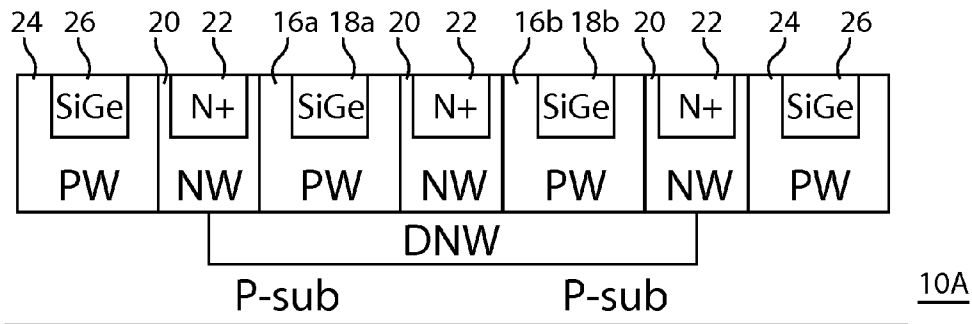 24 26 20 22 16a 18a 20 22 16b 18b 20 22 24 26
SiGe N+ SiGe N+ SiGe N+ SiGe
PW NW PW NW PW NW PW
DNW
P-sub P-sub
10A